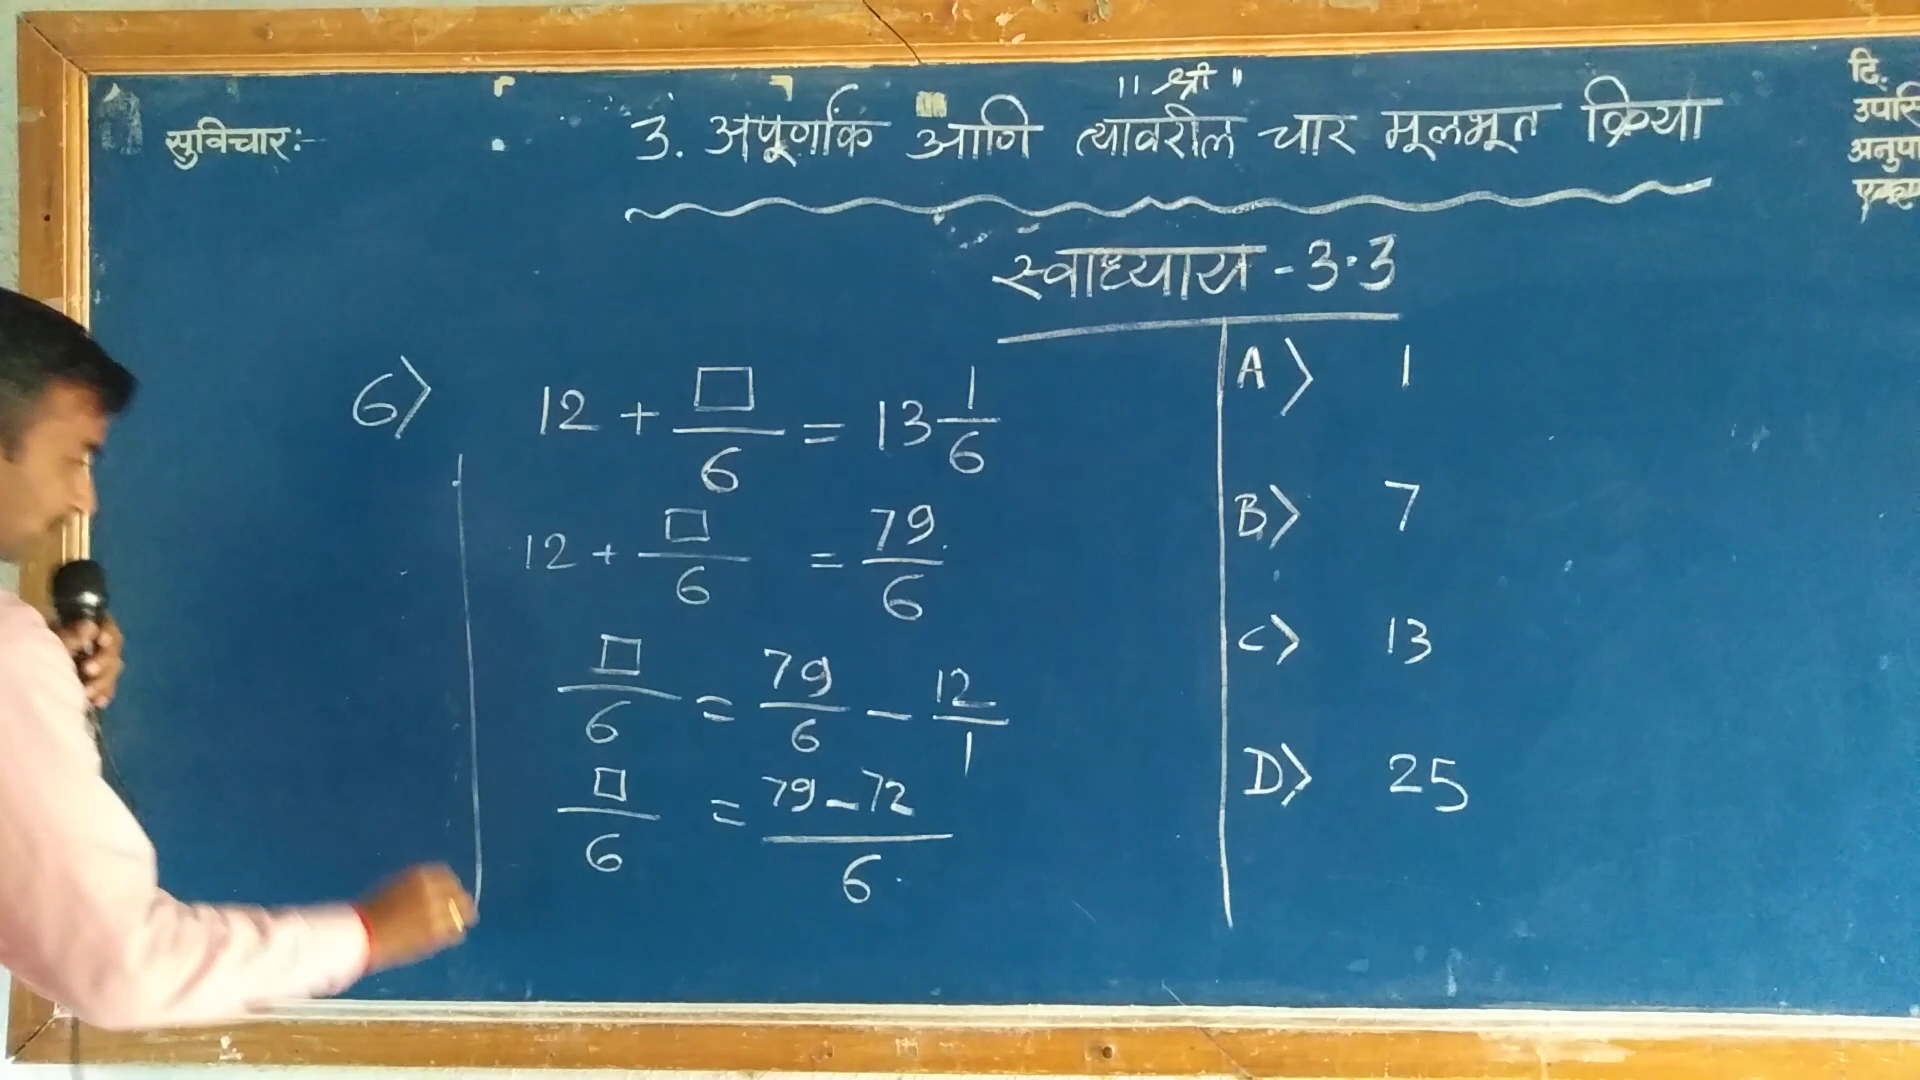 ॥ श्री ॥
सुविचार:-
3. अपूर्णांक आणि त्यावरील चार मूलभूत क्रिया
दि.
स्वाध्याय - 3.3
6) 12 + □/6 = 13 1/6
12 + □/6 = 79/6
□/6 = 79/6 - 12/1
□/6 = 79-72/6
A) 1
B) 7
C) 13
D) 25